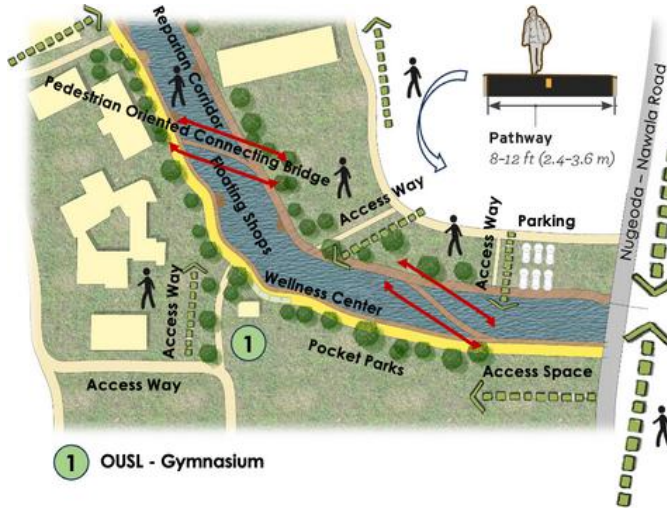 Reparian Corridor
Pedestrian Oriented Connecting Bridge
Floating Shops
Pathway
8-12 ft (2.4-3.6 m)
Nugeoda - Nawala Road
Access Way
Access Way
Parking
Wellness Center
Access Way
1
Pocket Parks
Access Space
Access Way
1 OUSL - Gymnasium